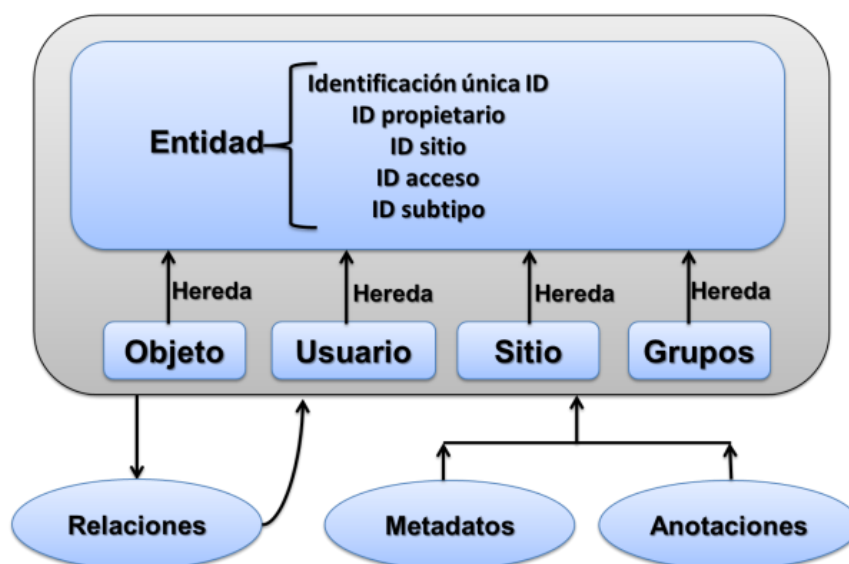 Identificación única ID
ID propietario
Entidad
ID sitio
ID acceso
ID subtipo
Hereda
Hereda
Hereda
Hereda
Objeto
Usuario
Sitio
Grupos
Relaciones
Metadatos
Anotaciones